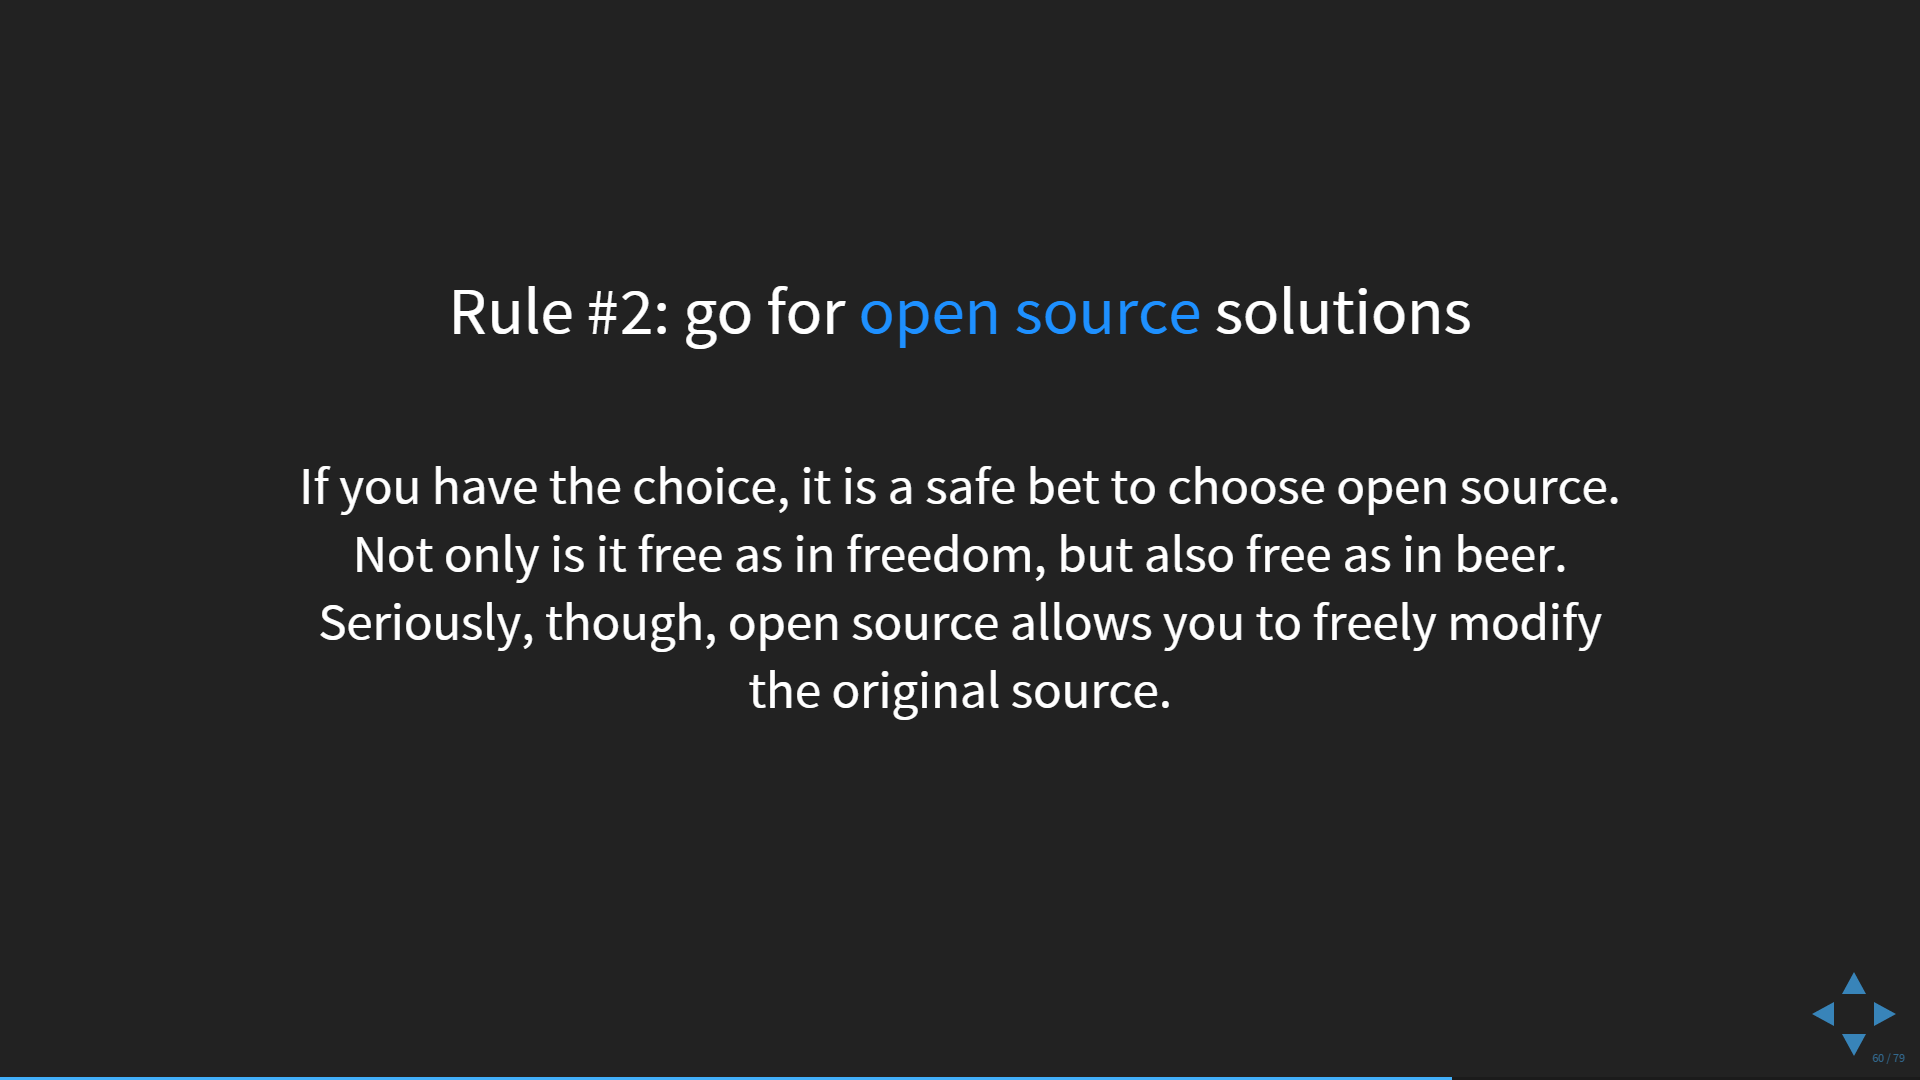 Rule #2: go for open source solutions
If you have the choice, it is a safe bet to choose open source.
Not only is it free as in freedom, but also free as in beer.
Seriously, though, open source allows you to freely modify
the original source.
60 / 79